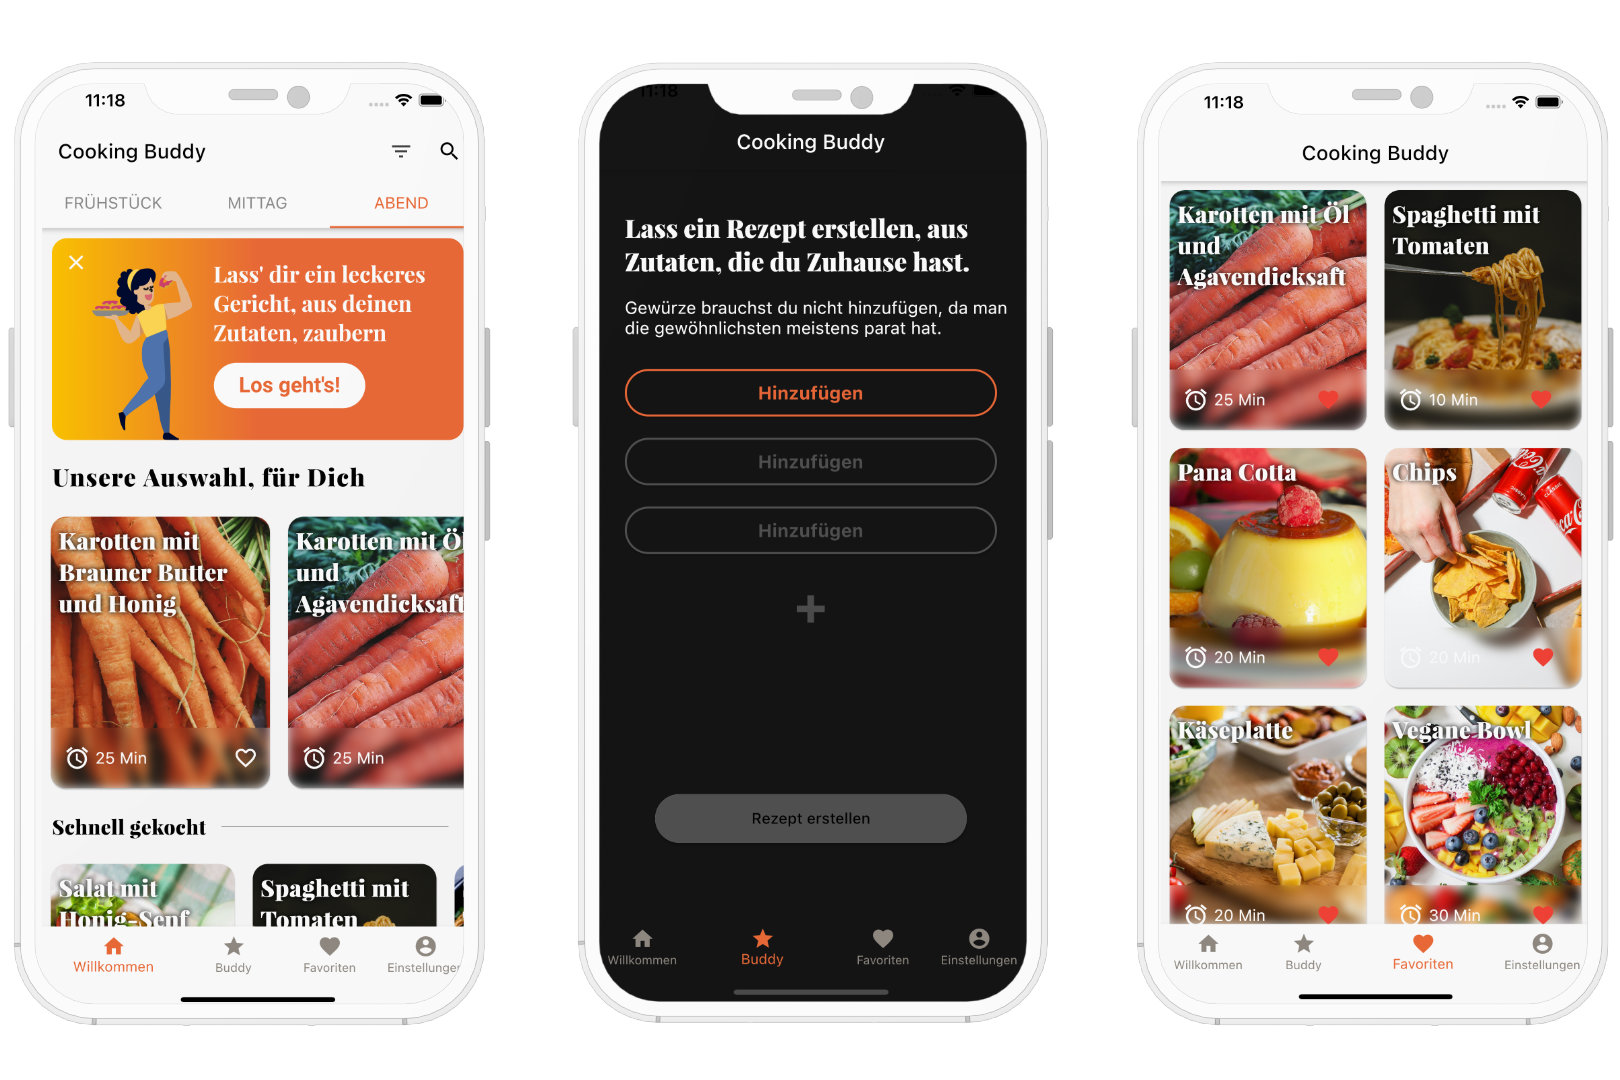 11:18
Cooking Buddy
FRÜHSTÜCK MITTAG ABEND
Lass' dir ein leckeres
Gericht, aus deinen
Zutaten, zaubern
Los geht's!
Unsere Auswahl, für Dich
Karotten mit
Brauner Butter
und Honig
25 Min
Karotten mit Öl
und
Agavendicksaft
25 Min
Schnell gekocht
Salat mit
Honig-Senf
Spaghetti mit
Tomaten
Willkommen Buddy Favoriten Einstellungen
11:18
Cooking Buddy
Lass ein Rezept erstellen, aus
Zutaten, die du Zuhause hast.
Gewürze brauchst du nicht hinzufügen, da man
die gewöhnlichsten meistens parat hat.
Hinzufügen
Hinzufügen
Hinzufügen
Rezept erstellen
Willkommen Buddy Favoriten Einstellungen
11:18
Cooking Buddy
Karotten mit Öl
und
Agavendicksaft
25 Min
Spaghetti mit
Tomaten
10 Min
Pana Cotta
20 Min
Chips
20 Min
Käseplatte
20 Min
Vegane Bowl
30 Min
Willkommen Buddy Favoriten Einstellungen